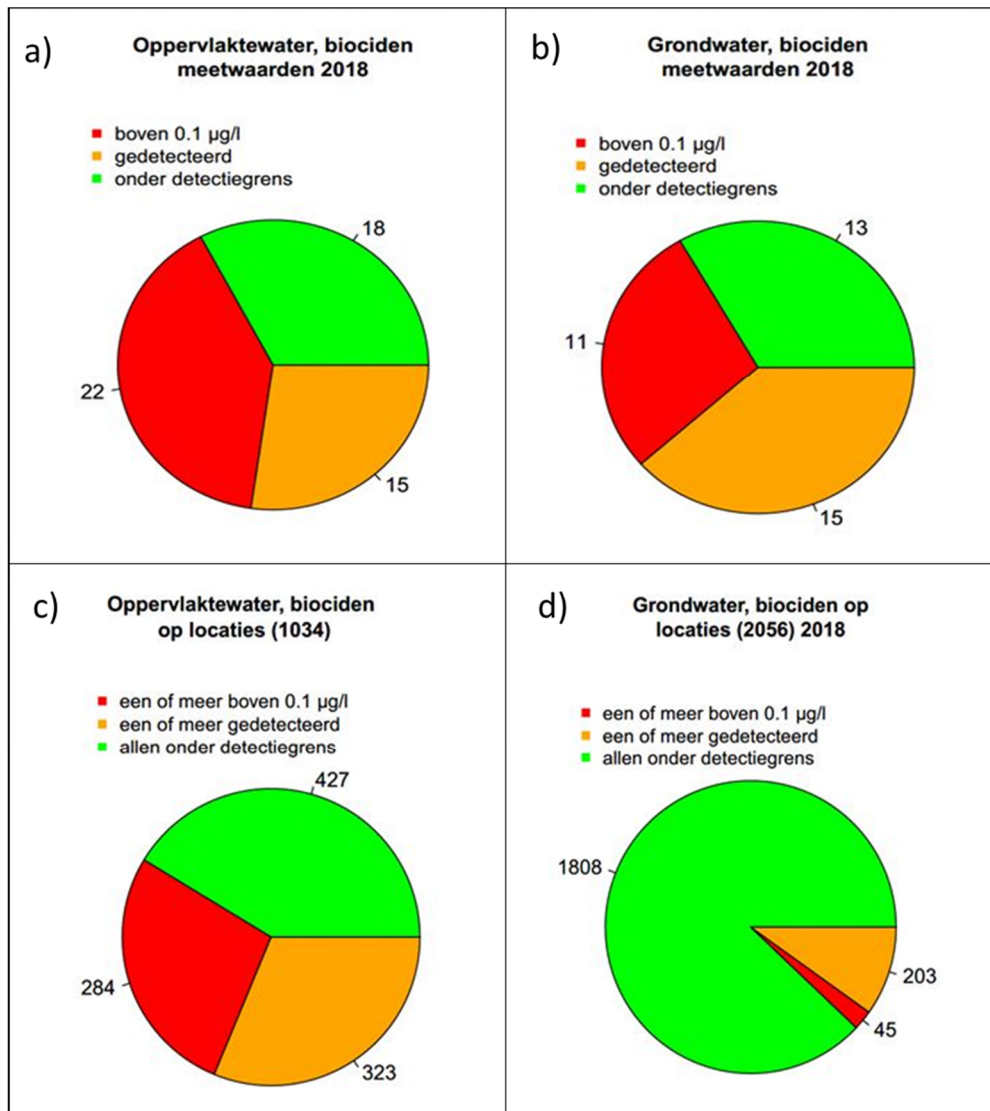 a)
Oppervlaktewater, biociden
meetwaarden 2018
boven 0.1 µg/l
gedetecteerd
onder detectiegrens
18
22
15
b)
Grondwater, biociden
meetwaarden 2018
boven 0.1 µg/l
gedetecteerd
onder detectiegrens
13
11
15
c)
Oppervlaktewater, biociden
op locaties (1034)
een of meer boven 0.1 µg/l
een of meer gedetecteerd
allen onder detectiegrens
427
284
323
d)
Grondwater, biociden op
locaties (2056) 2018
een of meer boven 0.1 µg/l
een of meer gedetecteerd
allen onder detectiegrens
1808
203
45